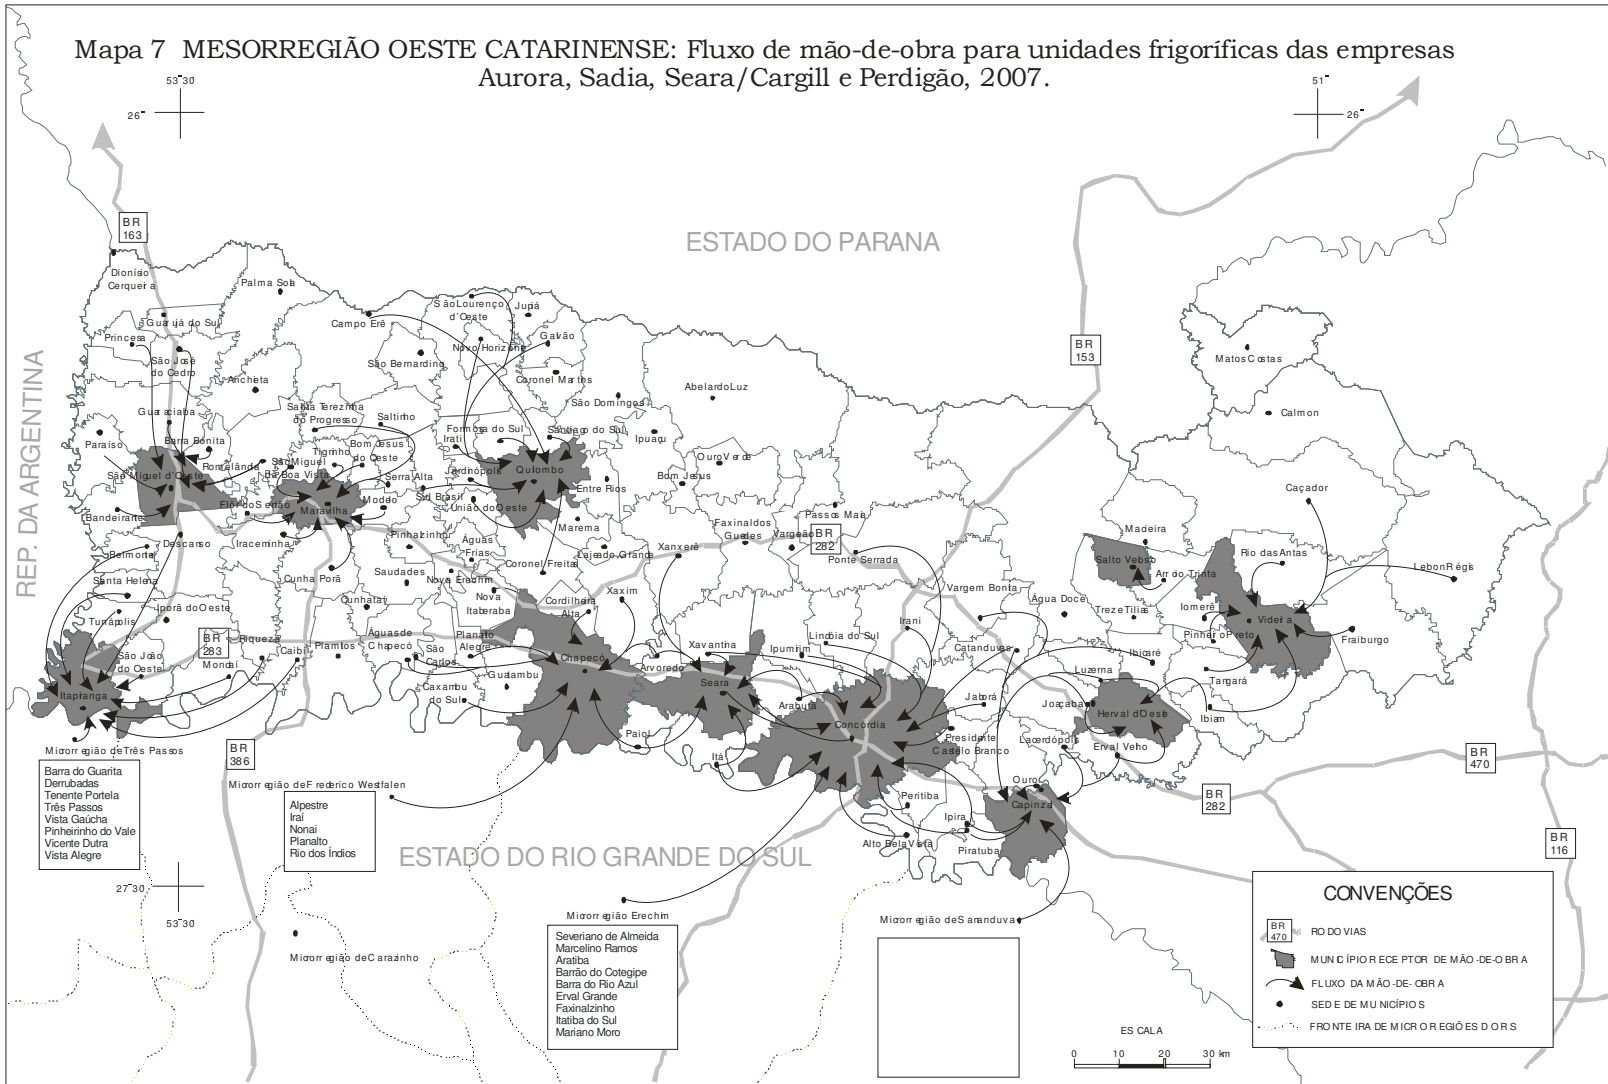 Mapa 7 MESORREGIÃO OESTE CATARINENSE: Fluxo de mão-de-obra para unidades frigoríficas das empresas
Aurora, Sadia, Seara/Cargill e Perdigão, 2007.
53 30
26
51
26
BR
163
ESTADO DO PARANA
REP. DA ARGENTINA
Dionísio
Cerqueira
Palma Sola
Guarujá do Sul
Princesa
São José
do Cedro
Campo Erê
São Lourenço
d'Oeste
Jupiá
Galvão
Novo Horizonte
São Bernardino
Anchieta
Coronel Martins
São Domingos
Abelardo Luz
BR
153
Matos Costas
Calmon
Guaraciaba
Santa Terezinha
do Progresso
Saltinho
Formosa do Sul
Santiago do Sul
Irati
Ipuaçu
Paraíso
Barra Bonita
Romelândia
São Miguel
da Boa Vista
Tigrinho
Bom Jesus
do Oeste
Serra Alta
Jardinópolis
Quilombo
Ouro Verde
Bom Jesus
São Miguel d'Oeste
Flor do Sertão
Maravilha
Modelo
Sul Brasil
União do Oeste
Entre Rios
Marema
Passos Maia
Caçador
Bandeirante
Descanso
Iraceminha
Pinhalzinho
Águas
Frias
Faxinal dos
Guedes
Vargeão
BR
282
Macieira
Belmonte
Cunha Porã
Saudades
Nova Erechim
Coronel Freitas
Lajeado Grande
Xanxerê
Ponte Serrada
Salto Veloso
Rio das Antas
Lebon Régis
Santa Helena
Arroio Trinta
Iporã do Oeste
Tunápolis
Cunhataí
Nova
Itaberaba
Cordilheira
Alta
Xaxim
Vargem Bonita
Água Doce
Treze Tílias
Iomerê
Videira
BR
283
Riqueza
Caibi
Palmitos
Águas de
Chapecó
São
Carlos
Planalto
Alegre
Chapecó
Arvoredo
Xavantina
Ipumirim
Lindóia do Sul
Irani
Catanduvas
Pinheiro Preto
Fraiburgo
São João
do Oeste
Mondaí
Guatambu
Caxambu
do Sul
Seara
Luzerna
Ibicaré
Tangará
Itapiranga
Arabutã
Jaborá
Joaçaba
Herval d'Oeste
Ibiam
Concórdia
Presidente
Castelo Branco
Lacerdópolis
Erval Velho
Paial
Itá
Microrregião de Três Passos
BR
386
BR
470
Barra do Guarita
Derrubadas
Tenente Portela
Três Passos
Vista Gaúcha
Pinheirinho do Vale
Vicente Dutra
Vista Alegre
Microrregião de Frederico Westfalen
Alpestre
Iraí
Nonai
Planalto
Rio dos Índios
Ouro
Capinzal
BR
282
Peritiba
Ipira
Alto Bela Vista
Piratuba
BR
116
ESTADO DO RIO GRANDE DO SUL
27 30
53 30
Microrregião Erechim
Severiano de Almeida
Marcelino Ramos
Aratiba
Barrão do Cotegipe
Barra do Rio Azul
Erval Grande
Faxinalzinho
Itatiba do Sul
Mariano Moro
Microrregião de Sananduva
Microrregião de Carazinho
CONVENÇÕES
BR
470
RODOVIAS
MUNICÍPIO RECEPTOR DE MÃO-DE-OBRA
FLUXO DA MÃO-DE-OBRA
SEDE DE MUNICÍPIOS
FRONTEIRA DE MICROREGIÕES DO RS
ESCALA
0 10 20 30 km